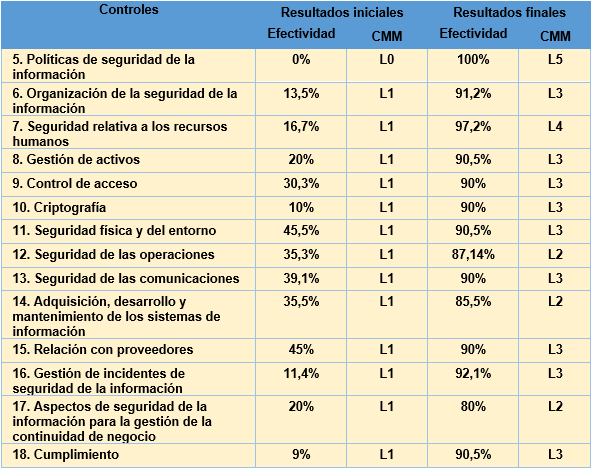 Controles Resultados iniciales Resultados finales
Efectividad CMM Efectividad CMM
5. Políticas de seguridad de la 0% L0 100% L5
información
6. Organización de la seguridad de la 13,5% L1 91,2% L3
información
7. Seguridad relativa a los recursos 16,7% L1 97,2% L4
humanos
8. Gestión de activos 20% L1 90,5% L3
9. Control de acceso 30,3% L1 90% L3
10. Criptografía 10% L1 90% L3
11. Seguridad física y del entorno 45,5% L1 90,5% L3
12. Seguridad de las operaciones 35,3% L1 87,14% L2
13. Seguridad de las comunicaciones 39,1% L1 90% L3
14. Adquisición, desarrollo y 35,5% L1 85,5% L2
mantenimiento de los sistemas de
información
15. Relación con proveedores 45% L1 90% L3
16. Gestión de incidentes de 11,4% L1 92,1% L3
seguridad de la información
17. Aspectos de seguridad de la 20% L1 80% L2
información para la gestión de la
continuidad de negocio
18. Cumplimiento 9% L1 90,5% L3